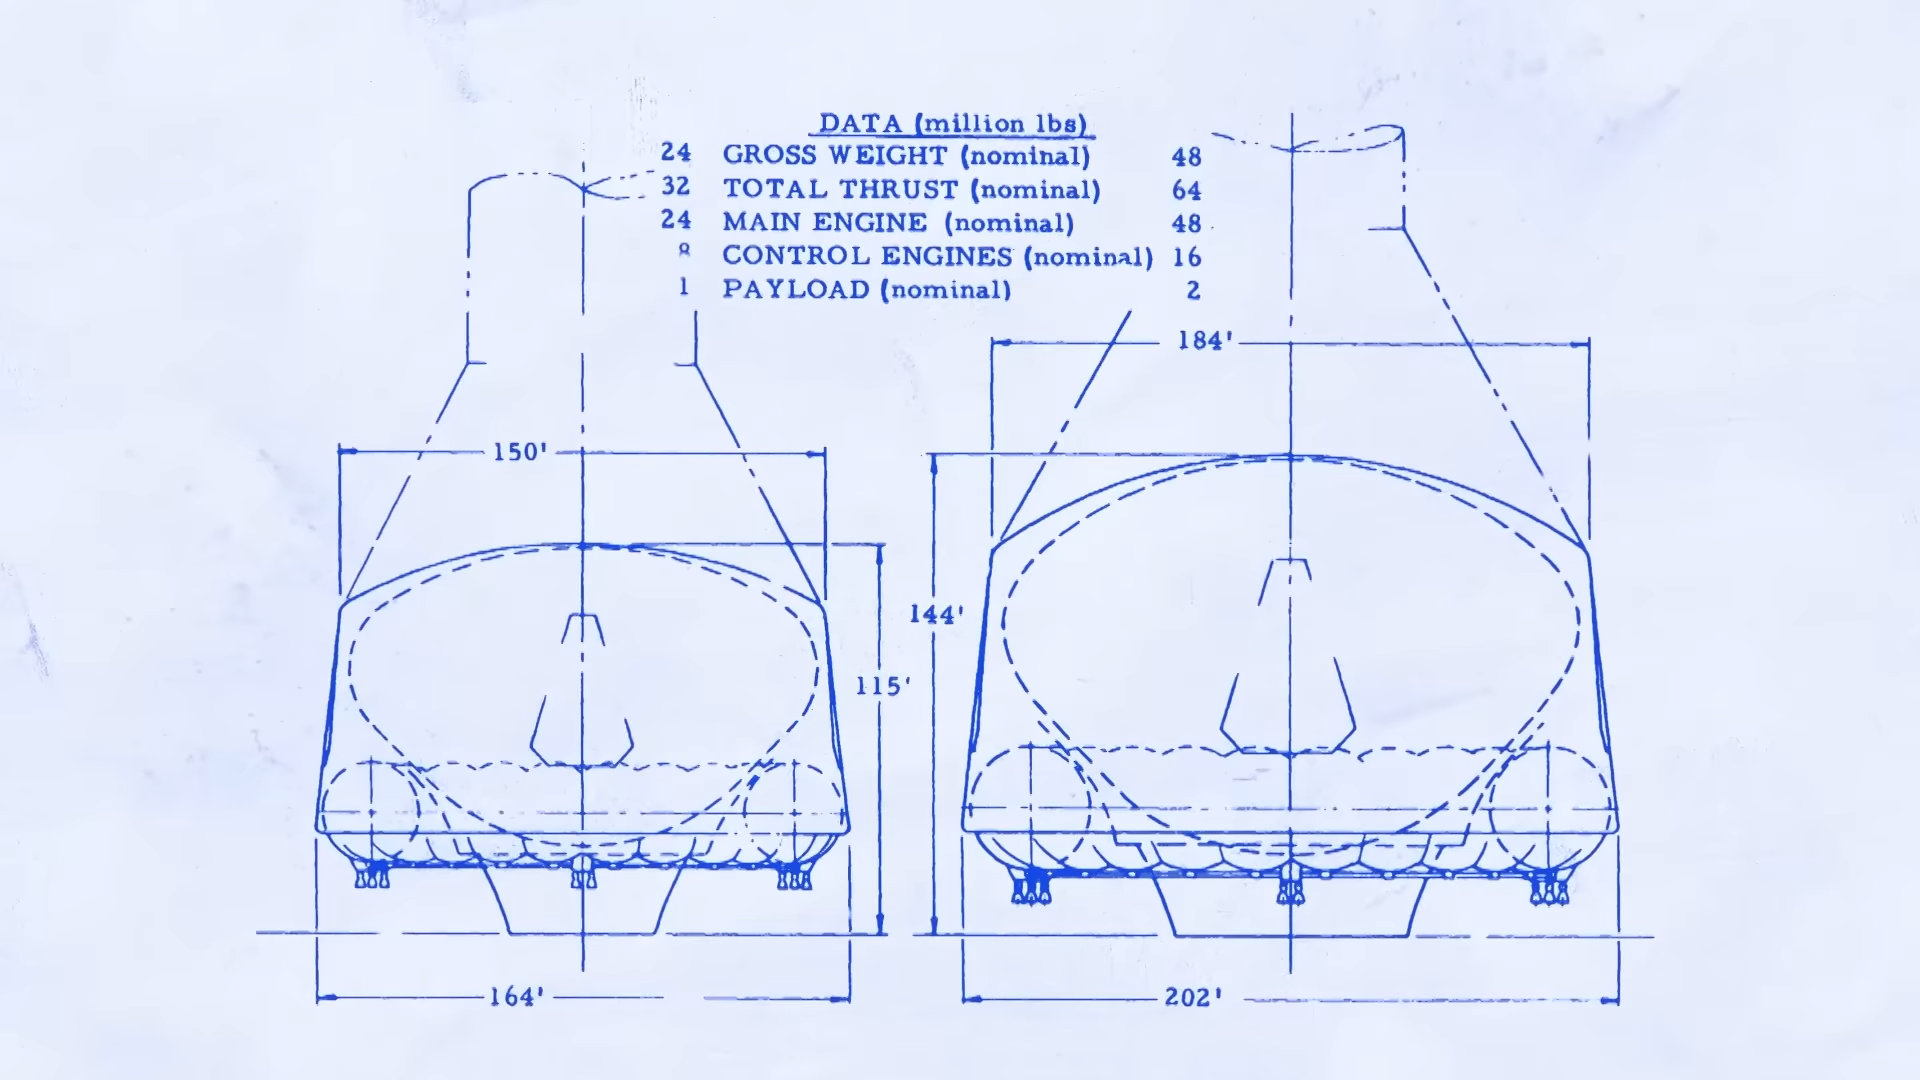 DATA (million lbs)
24 GROSS WEIGHT (nominal) 48
32 TOTAL THRUST (nominal) 64
24 MAIN ENGINE (nominal) 48
8 CONTROL ENGINES (nominal) 16
1 PAYLOAD (nominal) 2
184'
150'
144'
115'
164'
202'